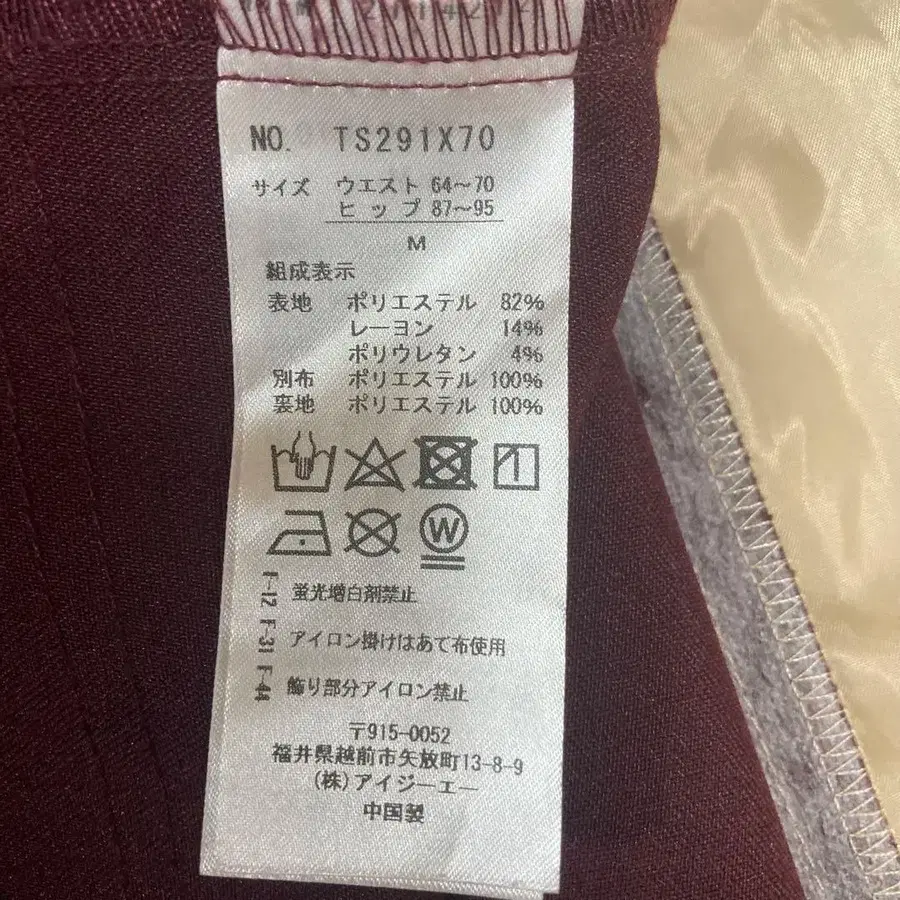 NO. TS291X70
サイズ ウエスト 64～70
ヒップ 87～95
M
組成表示
表地 ポリエステル 82%
レーヨン 14%
ポリウレタン 4%
別布 ポリエステル 100%
裏地 ポリエステル 100%
W
F-12 蛍光増白剤禁止
F-31 アイロン掛けはあて布使用
F-44 飾り部分アイロン禁止
〒915-0052
福井県越前市矢放町13-8-9
(株)アイジーエー
中国製